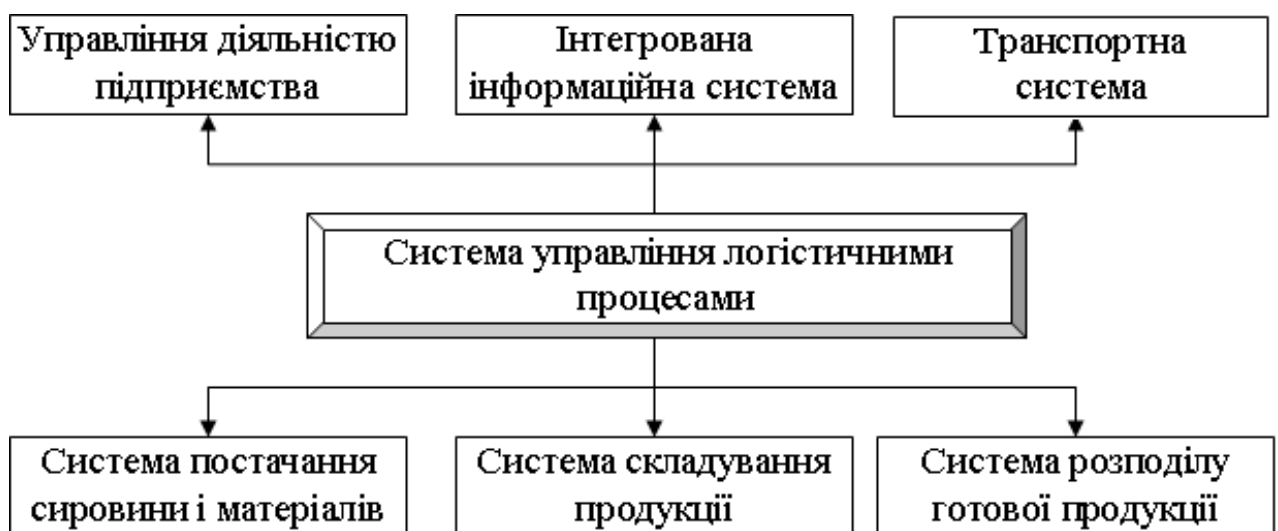 Управління діяльністю
підприємства
Інтегрована
інформаційна система
Транспортна
система
Система управління логістичними
процесами
Система постачання
сировини і матеріалів
Система складування
продукції
Система розподілу
готової продукції